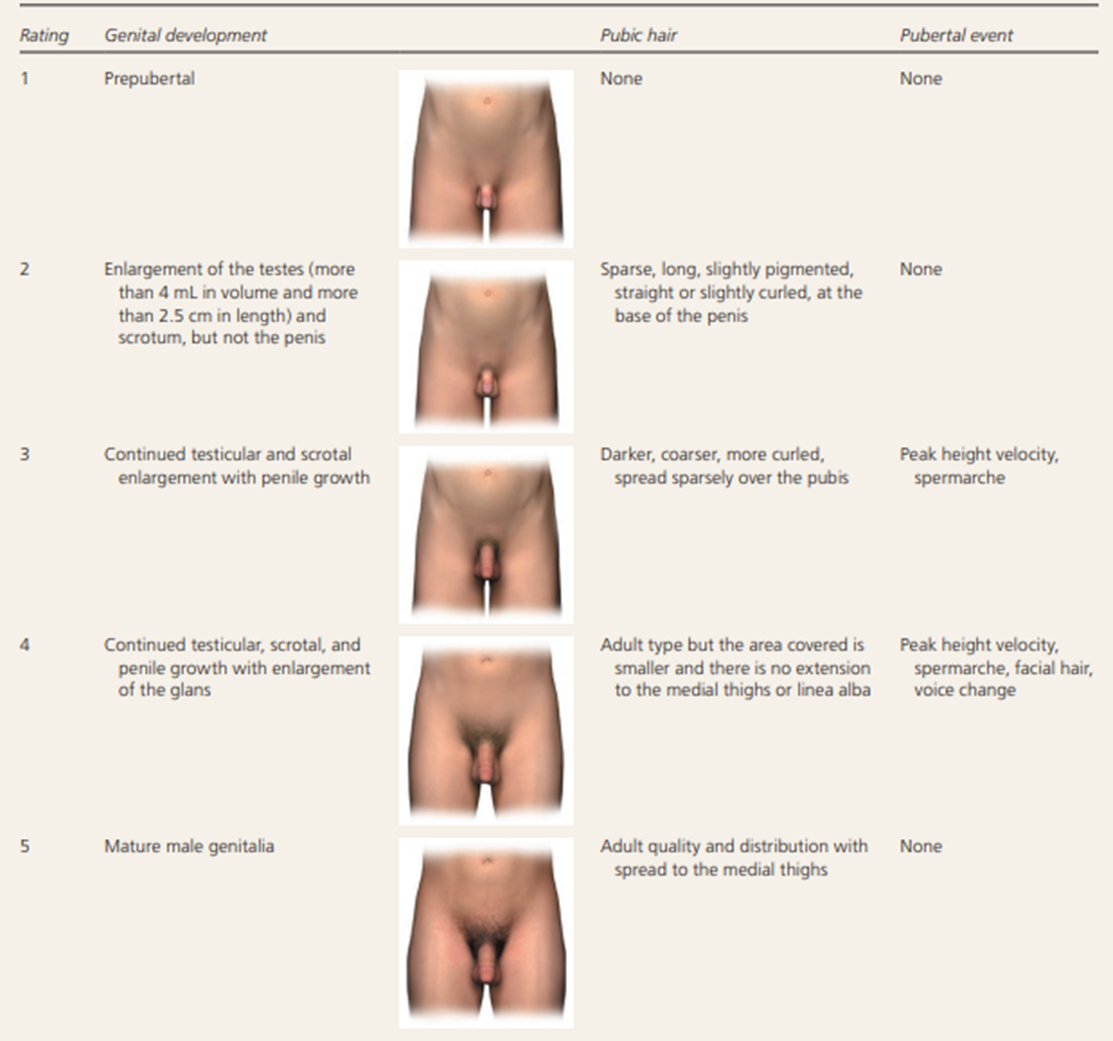 Rating Genital development Pubic hair Pubertal event
1 Prepubertal None None
2 Enlargement of the testes (more Sparse, long, slightly pigmented, None
than 4 mL in volume and more straight or slightly curled, at the
than 2.5 cm in length) and base of the penis
scrotum, but not the penis
3 Continued testicular and scrotal Darker, coarser, more curled, Peak height velocity,
enlargement with penile growth spread sparsely over the pubis spermarche
4 Continued testicular, scrotal, and Adult type but the area covered is Peak height velocity,
penile growth with enlargement smaller and there is no extension spermarche, facial hair,
of the glans to the medial thighs or linea alba voice change
5 Mature male genitalia Adult quality and distribution with None
spread to the medial thighs